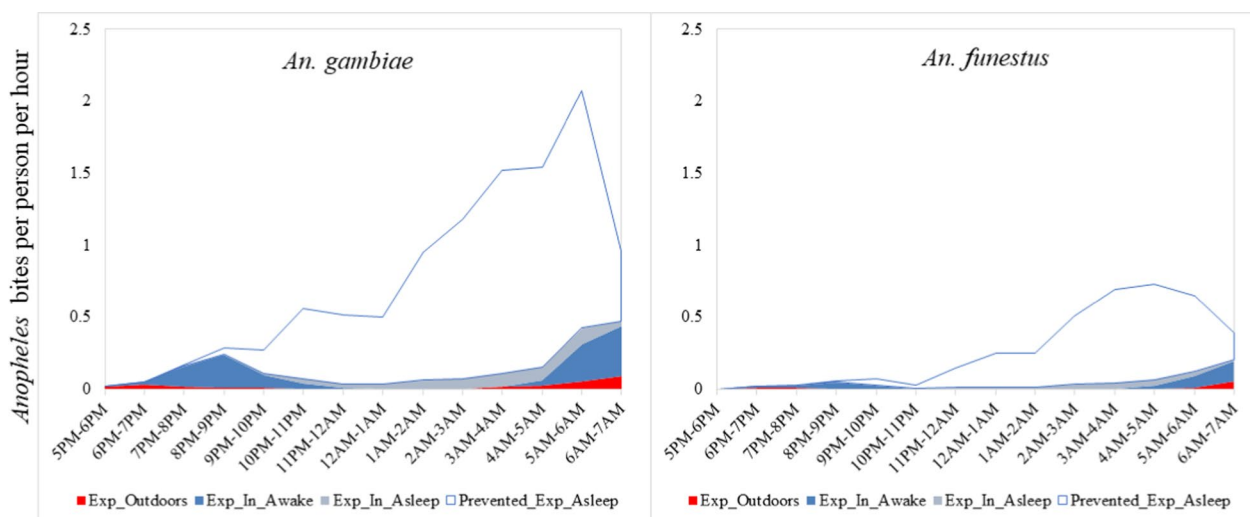 Anopheles bites per person per hour
An. gambiae
2.5
2
1.5
1
0.5
0
5PM-6PM
6PM-7PM
7PM-8PM
8PM-9PM
9PM-10PM
10PM-11PM
11PM-12AM
12AM-1AM
1AM-2AM
2AM-3AM
3AM-4AM
4AM-5AM
5AM-6AM
6AM-7AM
Exp_Outdoors Exp_In_Awake Exp_In_Asleep Prevented_Exp_Asleep
An. funestus
2.5
2
1.5
1
0.5
0
5PM-6PM
6PM-7PM
7PM-8PM
8PM-9PM
9PM-10PM
10PM-11PM
11PM-12AM
12AM-1AM
1AM-2AM
2AM-3AM
3AM-4AM
4AM-5AM
5AM-6AM
6AM-7AM
Exp_Outdoors Exp_In_Awake Exp_In_Asleep Prevented_Exp_Asleep